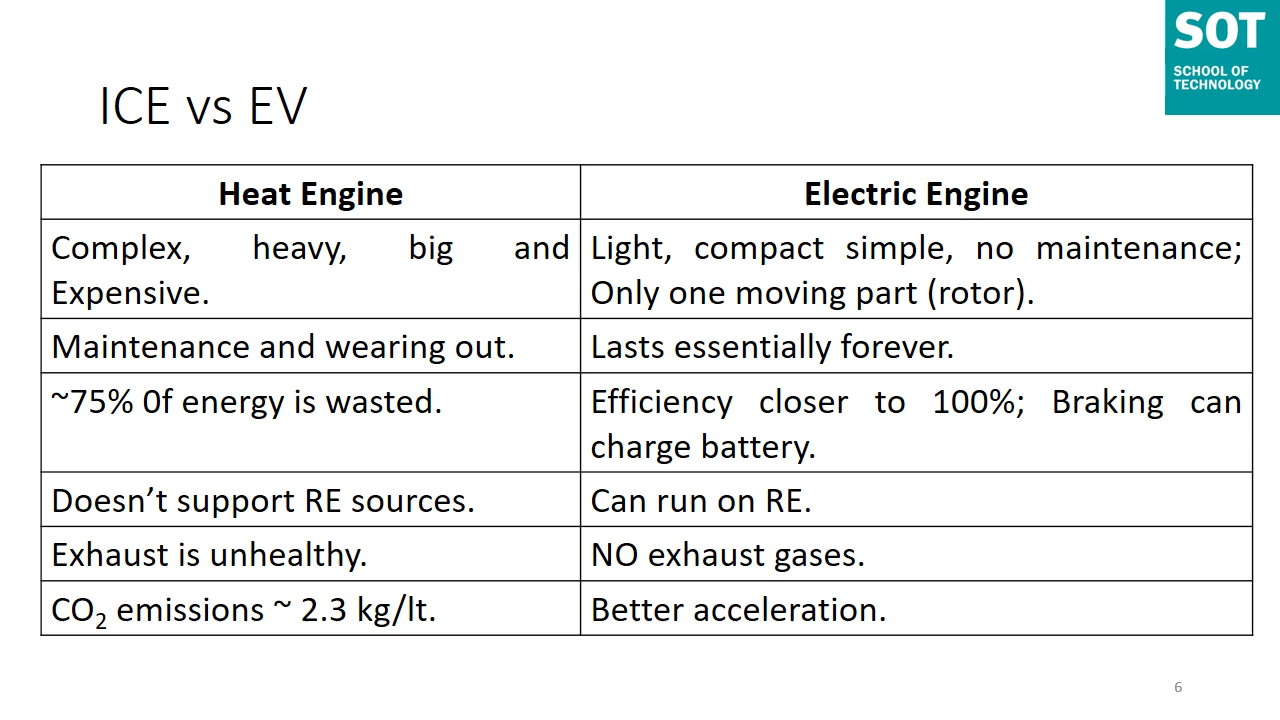 SOT
SCHOOL OF
TECHNOLOGY
ICE vs EV
Heat Engine
Electric Engine
Complex, heavy, big and
Expensive.
Light, compact simple, no maintenance;
Only one moving part (rotor).
Maintenance and wearing out.
Lasts essentially forever.
~75% 0f energy is wasted.
Efficiency closer to 100%; Braking can
charge battery.
Doesn’t support RE sources.
Can run on RE.
Exhaust is unhealthy.
NO exhaust gases.
CO₂ emissions ~ 2.3 kg/lt.
Better acceleration.
6